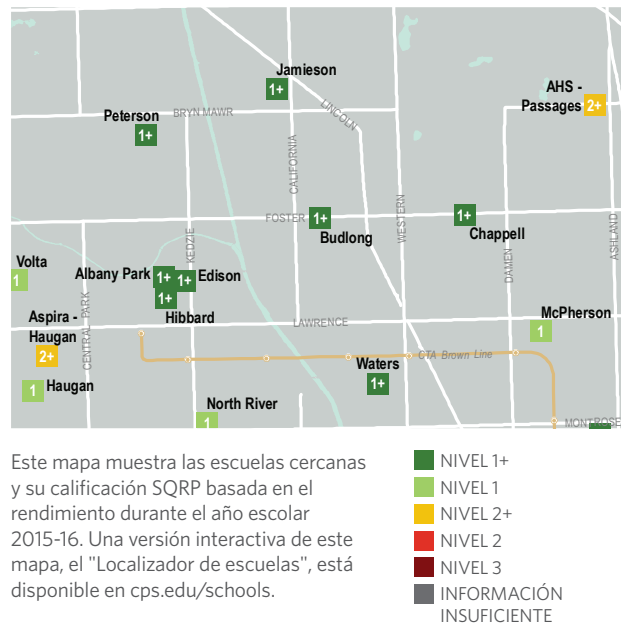 Jamieson
1+
AHS -
Passages
2+
Peterson
1+
BRYN MAWR
LINCOLN
CALIFORNIA
WESTERN
FOSTER
1+
Budlong
1+
Chappell
KEDZIE
DAMEN
ASHLAND
Volta
1
Albany Park
1+
1+
Edison
1+
Hibbard
Aspira -
Haugan
2+
CENTRAL PARK
LAWRENCE
McPherson
1
CTA Brown Line
Waters
1+
1
Haugan
North River
1
MONTROSE
Este mapa muestra las escuelas cercanas
y su calificación SQRP basada en el
rendimiento durante el año escolar
2015-16. Una versión interactiva de este
mapa, el "Localizador de escuelas", está
disponible en cps.edu/schools.
NIVEL 1+
NIVEL 1
NIVEL 2+
NIVEL 2
NIVEL 3
INFORMACIÓN
INSUFICIENTE